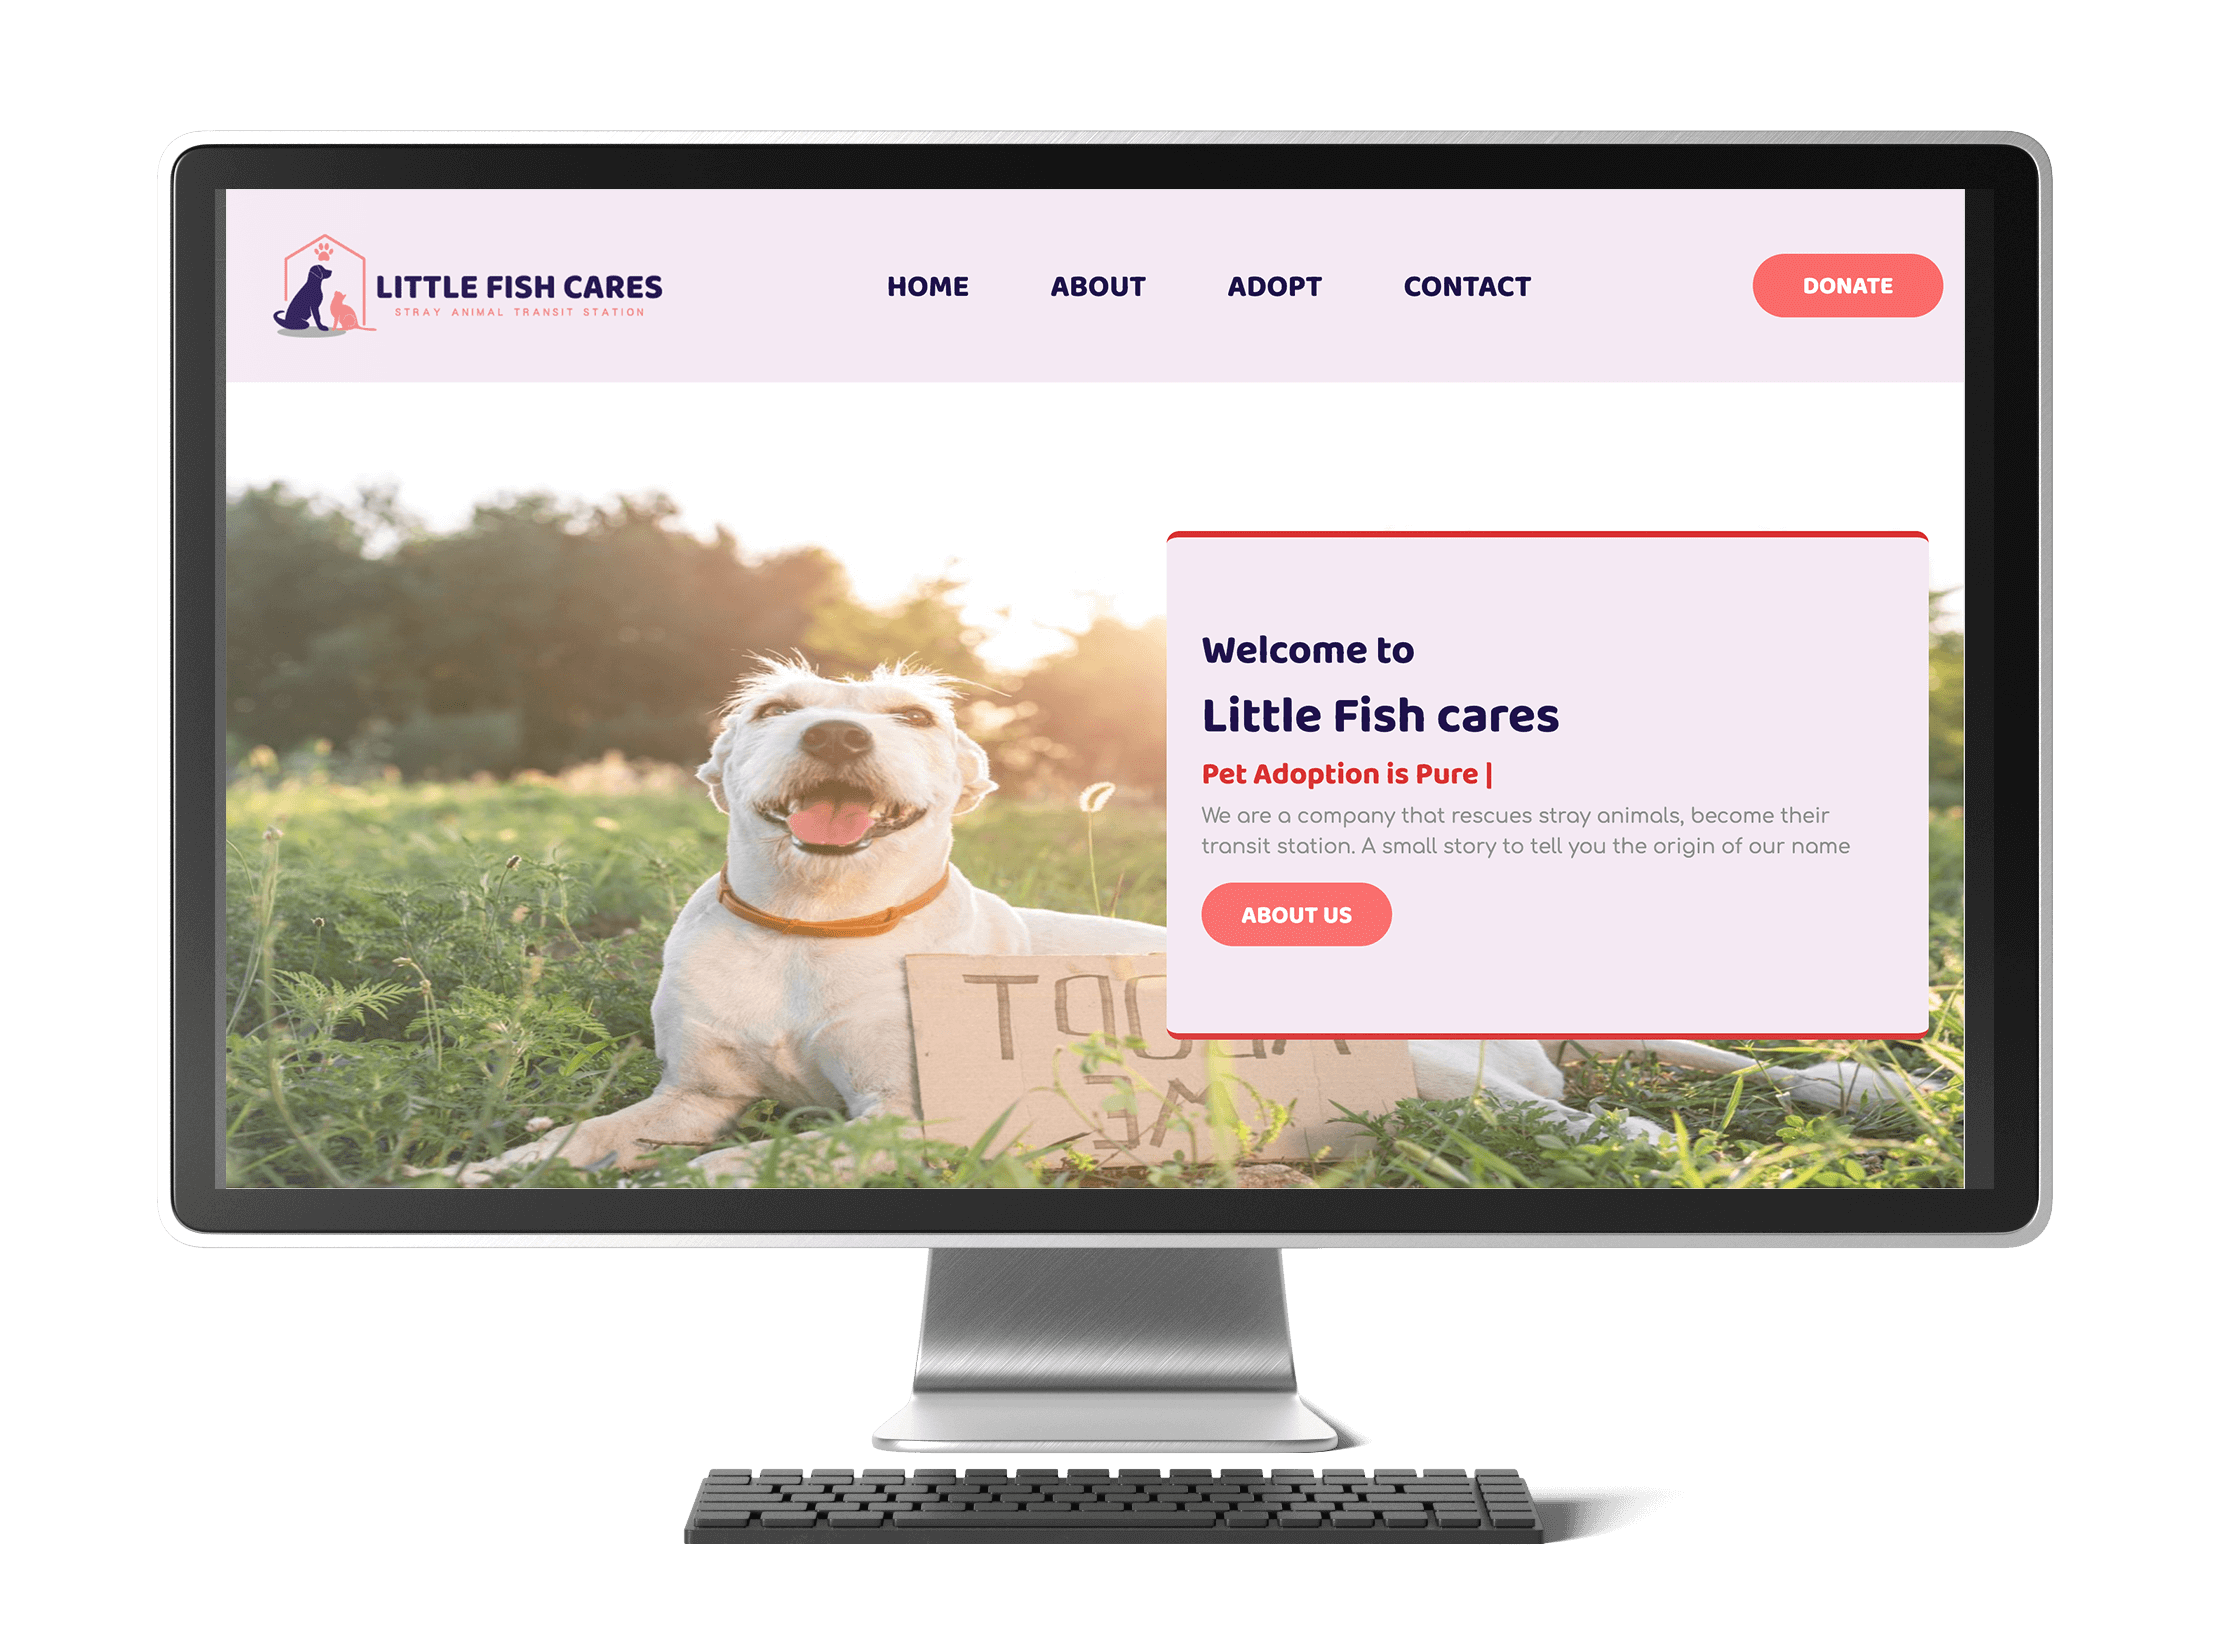 LITTLE FISH CARES
STRAY ANIMAL TRANSIT STATION
HOME ABOUT ADOPT CONTACT
DONATE
Welcome to
Little Fish cares
Pet Adoption is Pure |
We are a company that rescues stray animals, become their
transit station. A small story to tell you the origin of our name
ABOUT US
ME